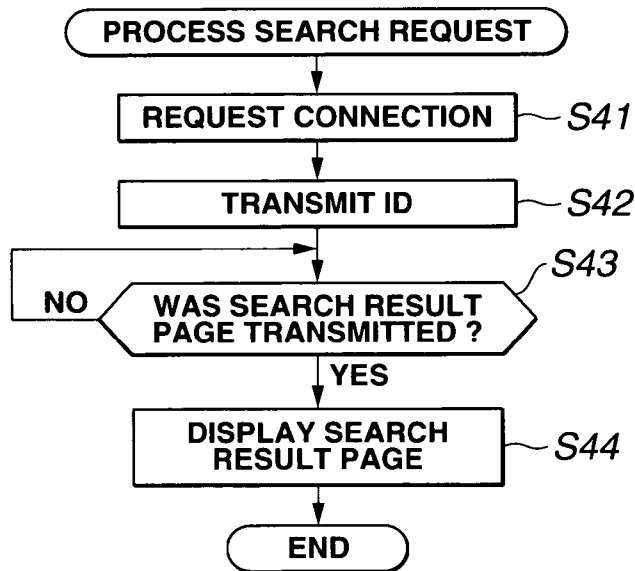 PROCESS SEARCH REQUEST
REQUEST CONNECTION
S41
TRANSMIT ID
S42
S43
NO
WAS SEARCH RESULT
PAGE TRANSMITTED ?
YES
DISPLAY SEARCH
RESULT PAGE
S44
END